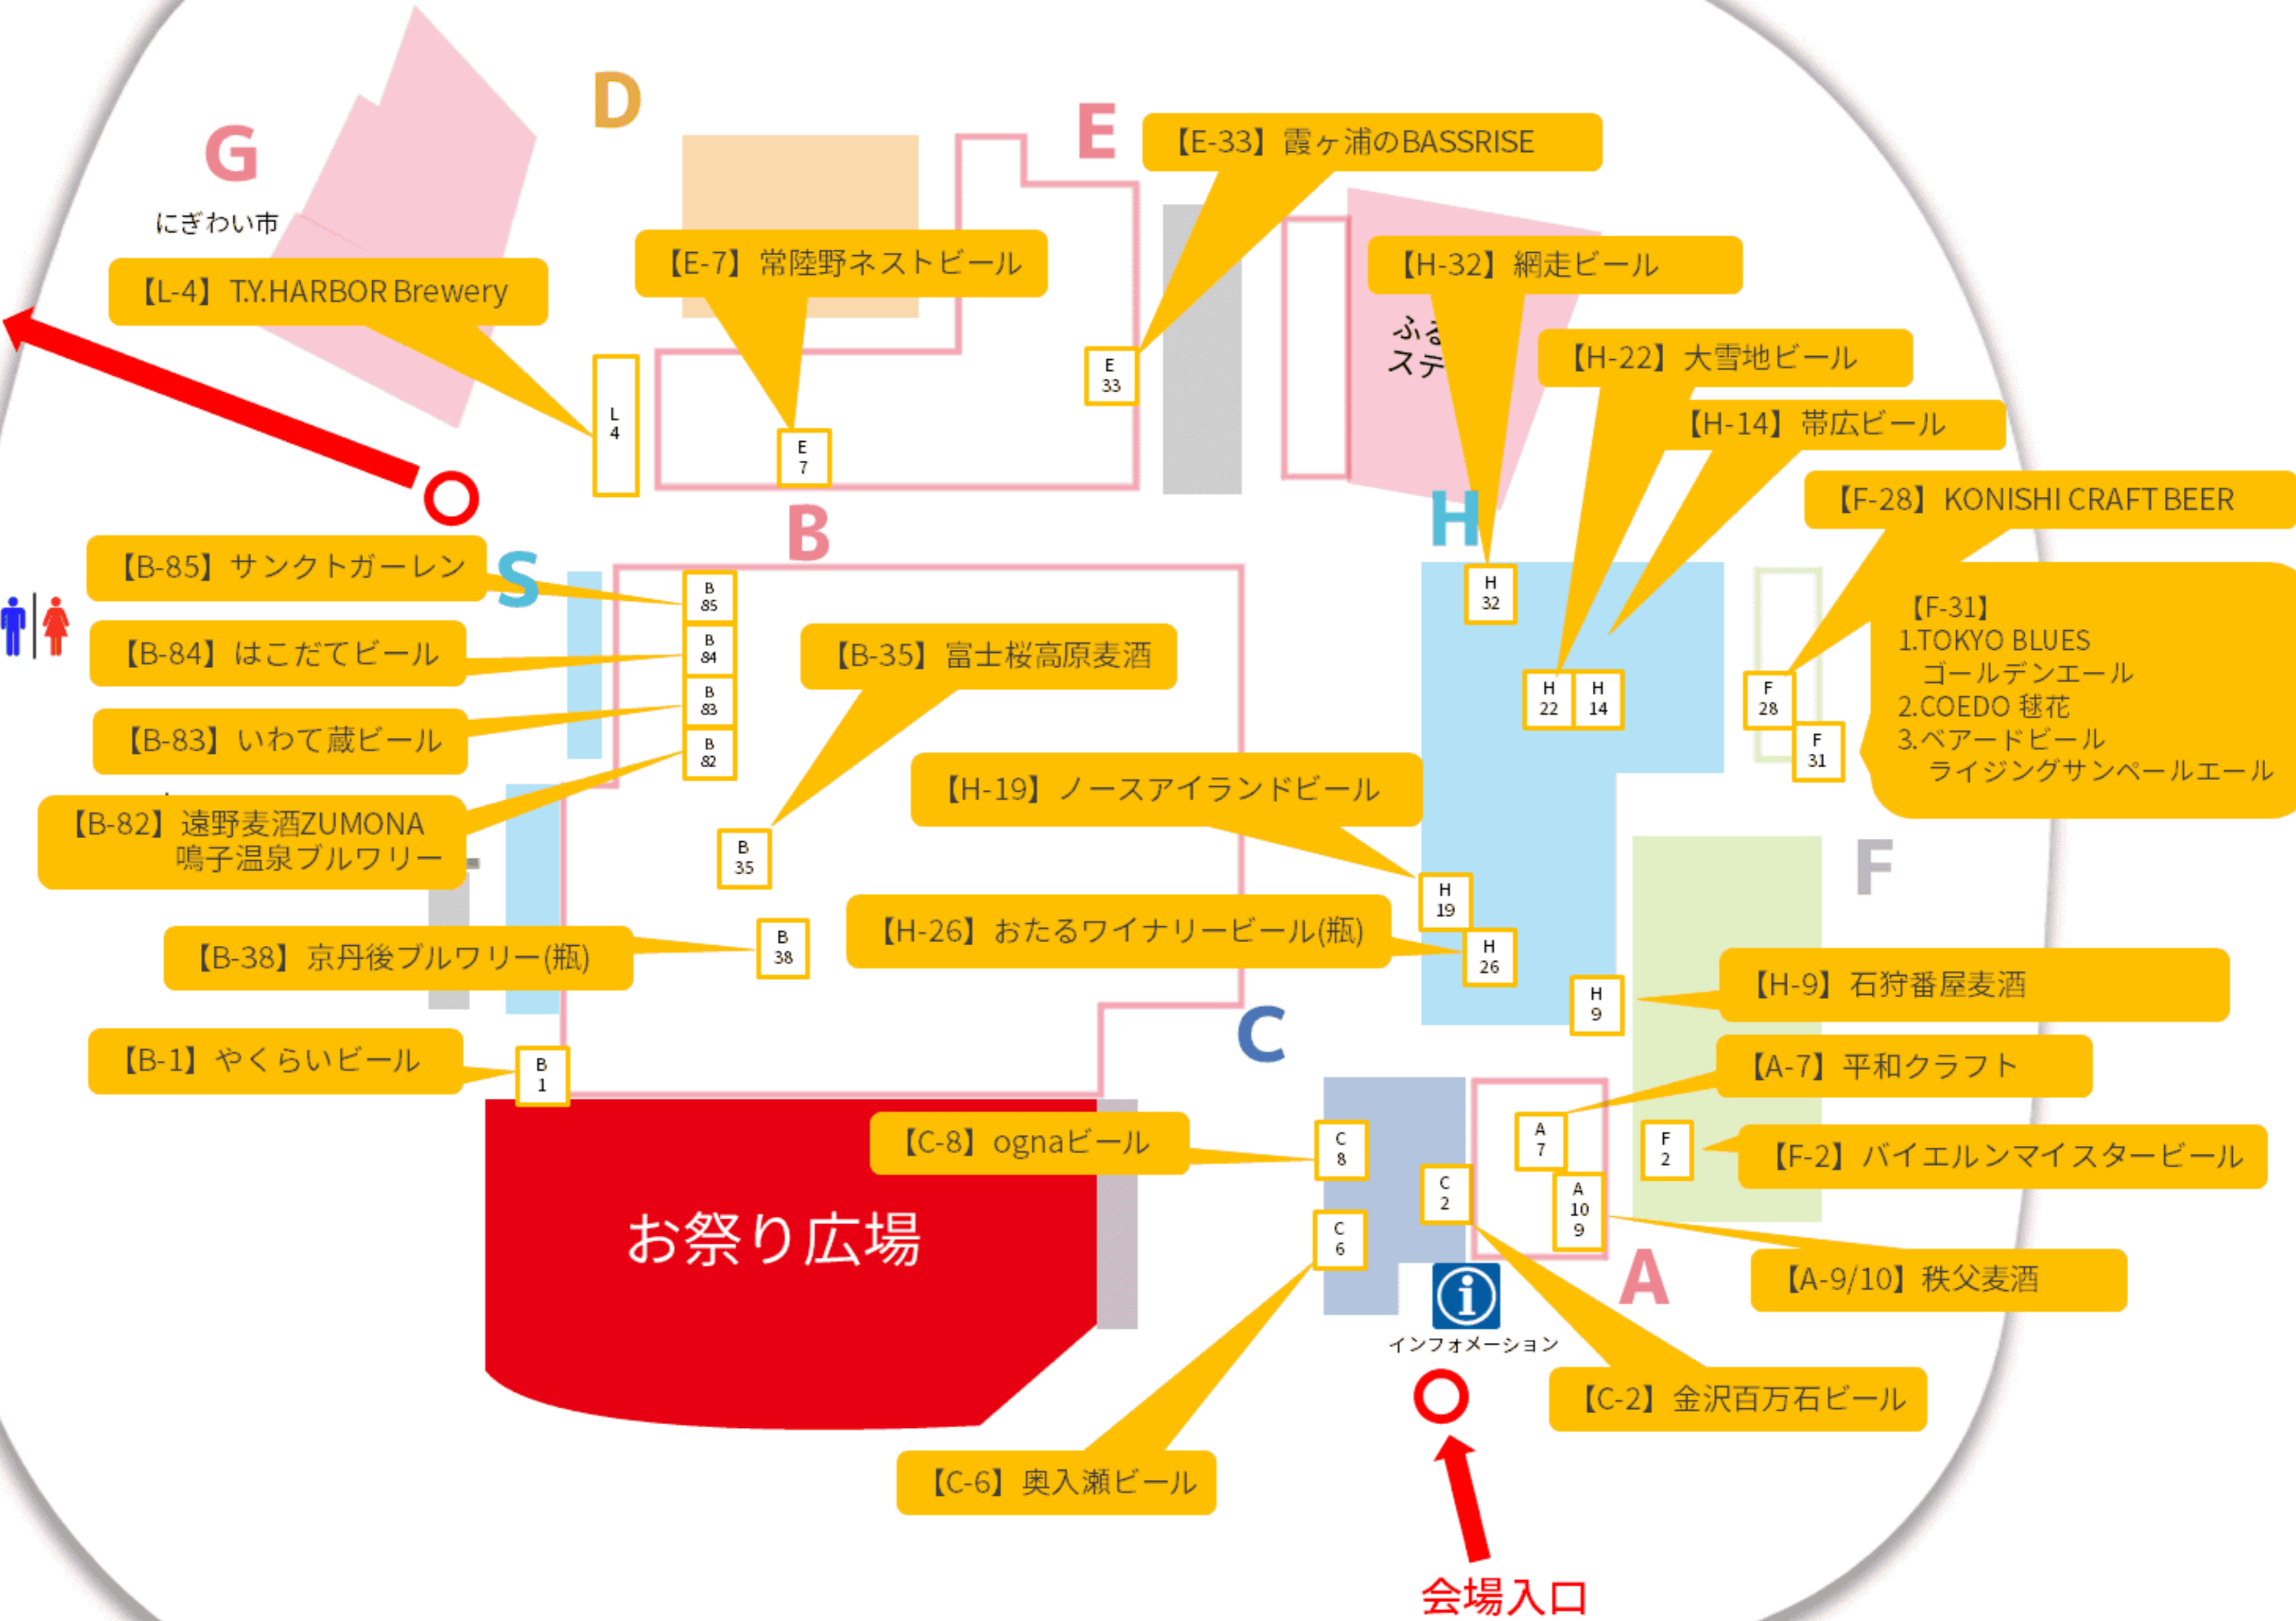 D
E
【E-33】霞ヶ浦のBASSRISE
G
にぎわい市
【L-4】T.Y.HARBOR Brewery
【E-7】常陸野ネストビール
【H-32】網走ビール
ふる
ステ
【H-22】大雪地ビール
【H-14】帯広ビール
E
33
L
4
E
7
【F-28】KONISHI CRAFT BEER
B
H
【B-85】サンクトガーレン
S
B
85
H
32
【F-31】
1.TOKYO BLUES
ゴールデンエール
2.COEDO 毬花
3.ベアードビール
ライジングサンペールエール
【B-84】はこだてビール
B
84
【B-35】富士桜高原麦酒
H
22
H
14
F
28
F
31
【B-83】いわて蔵ビール
B
83
B
82
【H-19】ノースアイランドビール
【B-82】遠野麦酒ZUMONA
鳴子温泉ブルワリー
B
35
F
H
19
【B-38】京丹後ブルワリー(瓶)
B
38
【H-26】おたるワイナリービール(瓶)
H
26
【H-9】石狩番屋麦酒
H
9
C
【B-1】やくらいビール
B
1
【A-7】平和クラフト
【C-8】ognaビール
C
8
A
7
F
2
【F-2】バイエルンマイスタービール
C
2
A
10
9
お祭り広場
C
6
A
【A-9/10】秩父麦酒
i
インフォメーション
【C-2】金沢百万石ビール
【C-6】奥入瀬ビール
会場入口